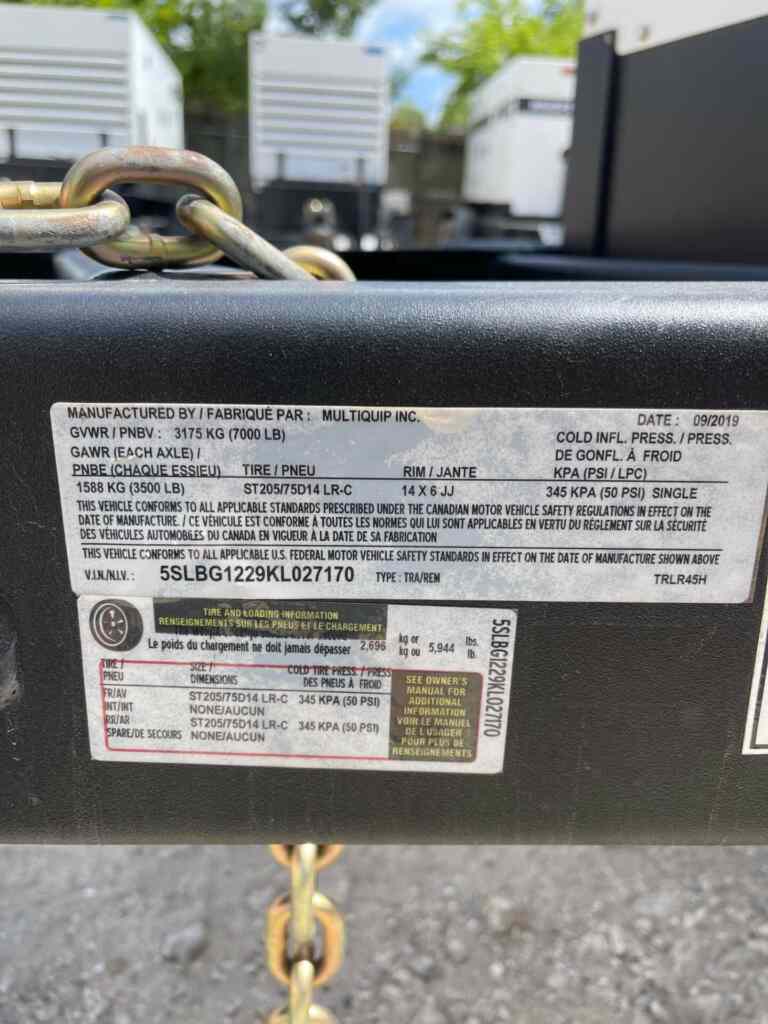 MANUFACTURED BY / FABRIQUÉ PAR : MULTIQUIP INC. DATE : 09/2019
GVWR / PNBV : 3175 KG (7000 LB) COLD INFL. PRESS. / PRESS.
GAWR (EACH AXLE) / DE GONFL. À FROID
PNBE (CHAQUE ESSIEU) TIRE / PNEU RIM / JANTE KPA (PSI / LPC)
1588 KG (3500 LB) ST205/75D14 LR-C 14 X 6 JJ 345 KPA (50 PSI) SINGLE
THIS VEHICLE CONFORMS TO ALL APPLICABLE STANDARDS PRESCRIBED UNDER THE CANADIAN MOTOR VEHICLE SAFETY REGULATIONS IN EFFECT ON THE
DATE OF MANUFACTURE. / CE VÉHICULE EST CONFORME À TOUTES LES NORMES QUI LUI SONT APPLICABLES EN VERTU DU RÈGLEMENT SUR LA SÉCURITÉ
DES VÉHICULES AUTOMOBILES DU CANADA EN VIGUEUR À LA DATE DE SA FABRICATION
THIS VEHICLE CONFORMS TO ALL APPLICABLE U.S. FEDERAL MOTOR VEHICLE SAFETY STANDARDS IN EFFECT ON THE DATE OF MANUFACTURE SHOWN ABOVE
V.I.N./N.I.V. : 5SLBG1229KL027170 TYPE : TRA/REM TRLR45H
TIRE AND LOADING INFORMATION
RENSEIGNEMENTS SUR LES PNEUS ET LE CHARGEMENT
Le poids du chargement ne doit jamais dépasser 2,696 kg or kg ou 5,944 lbs. lb.
TIRE / PNEU SIZE / DIMENSIONS COLD TIRE PRESS. / PRESS DES PNEUS À FROID
FR/AV ST205/75D14 LR-C 345 KPA (50 PSI)
INT/INT NONE/AUCUN
RR/AR ST205/75D14 LR-C 345 KPA (50 PSI)
SPARE/DE SECOURS NONE/AUCUN
SEE OWNER'S
MANUAL FOR
ADDITIONAL
INFORMATION
VOIR LE MANUEL
DE L'USAGER
POUR PLUS DE
RENSEIGNEMENTS
5SLBG1229KL027170